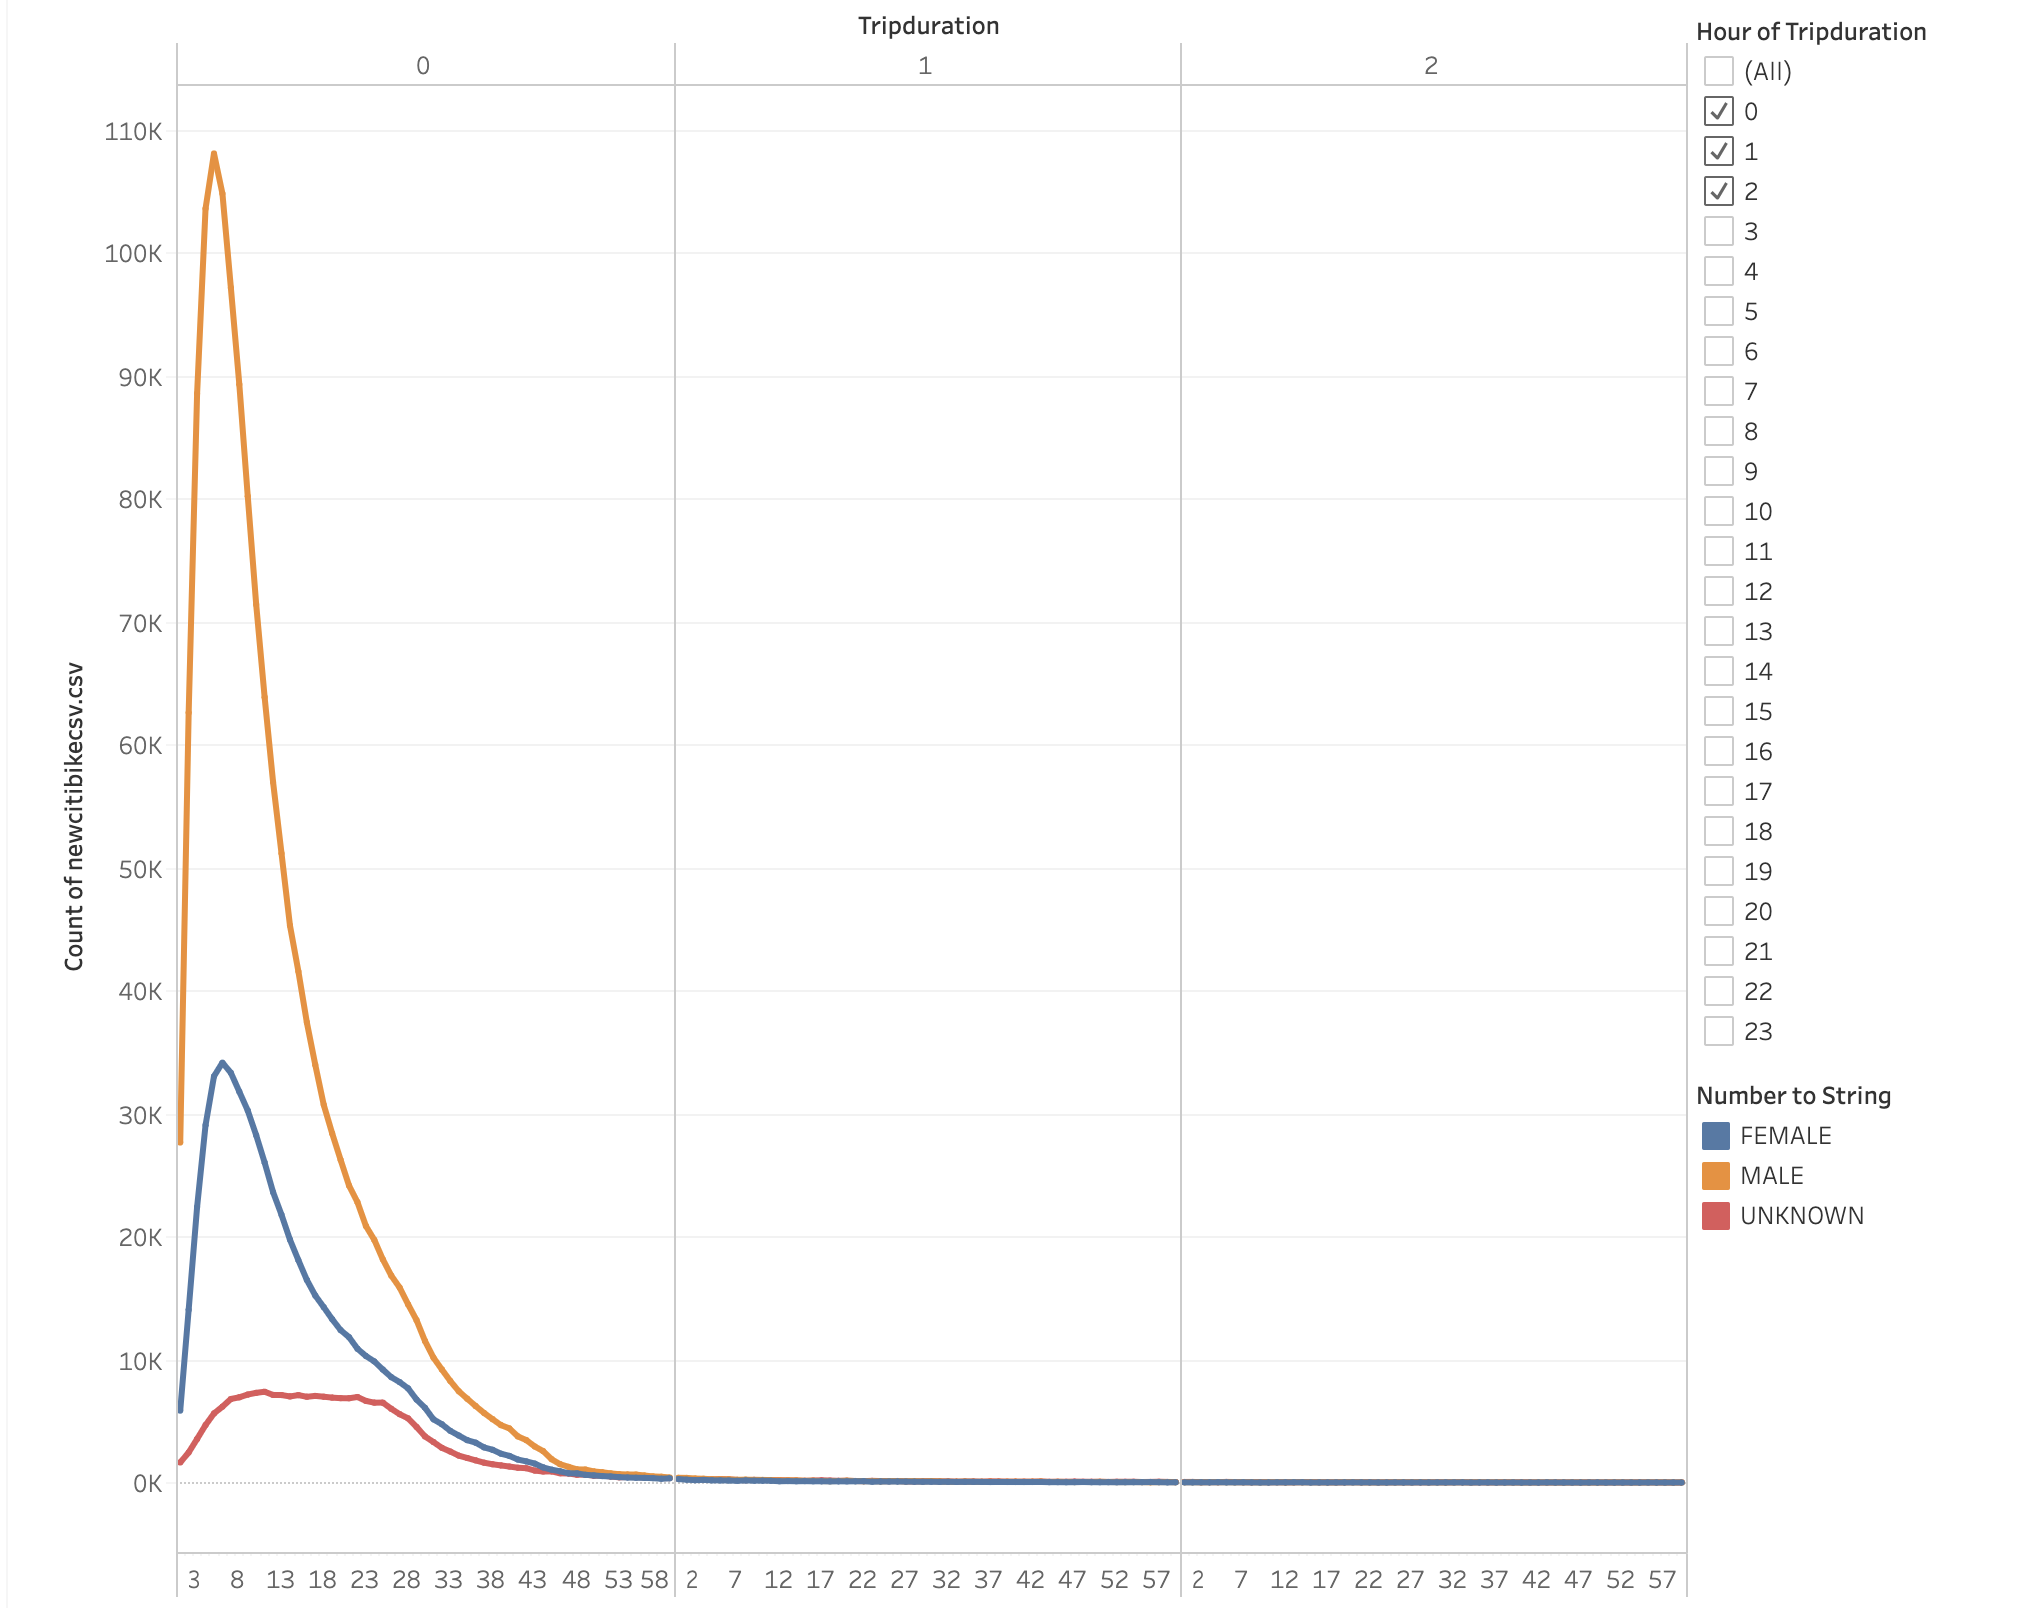 Tripduration
0 1 2
110K
100K
90K
80K
70K
60K
50K
40K
30K
20K
10K
0K
Count of newcitibikecsv.csv
3 8 13 18 23 28 33 38 43 48 53 58 2 7 12 17 22 27 32 37 42 47 52 57 2 7 12 17 22 27 32 37 42 47 52 57
Hour of Tripduration
(All)
0
1
2
3
4
5
6
7
8
9
10
11
12
13
14
15
16
17
18
19
20
21
22
23
Number to String
FEMALE
MALE
UNKNOWN